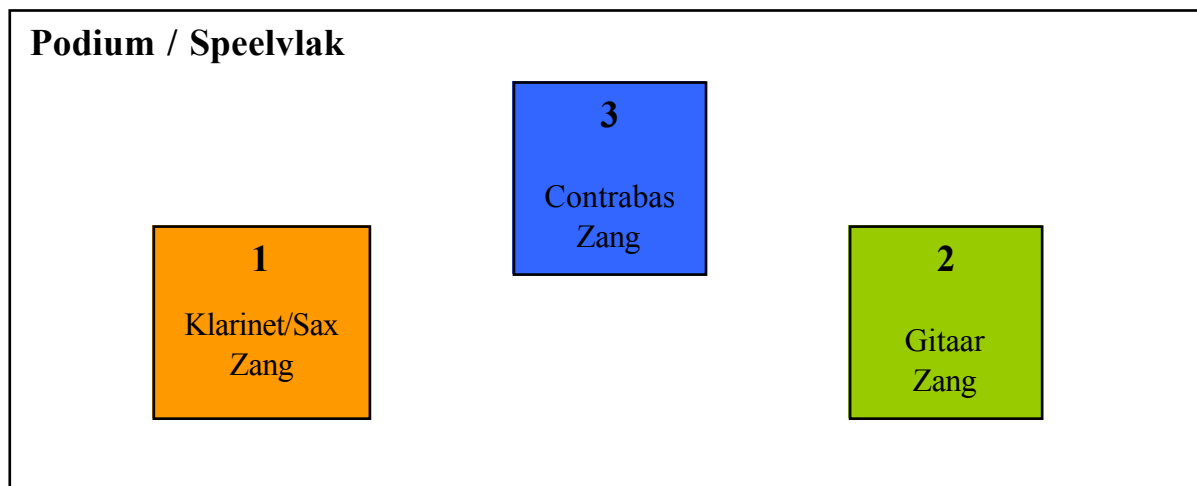 Podium / Speelvlak
3
Contrabas
Zang
1
Klarinet/Sax
Zang
2
Gitaar
Zang